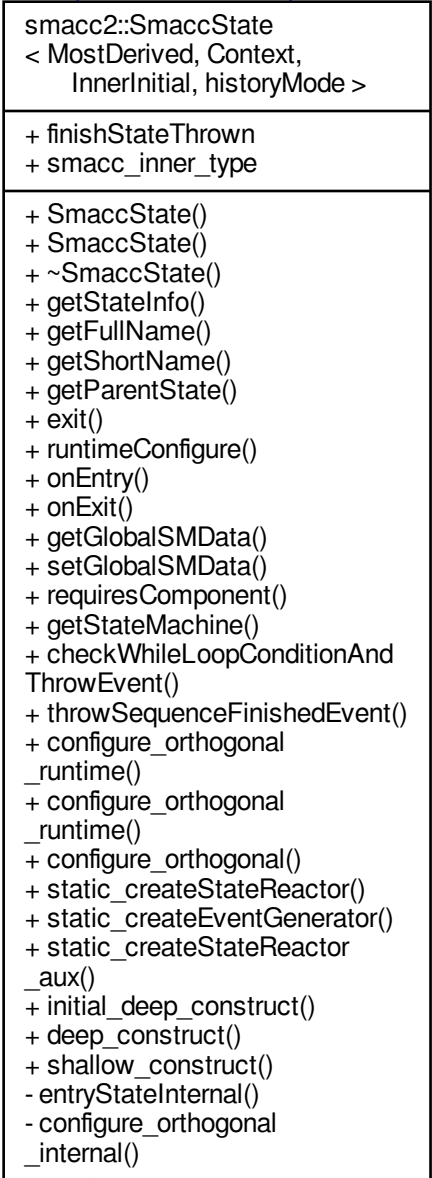 smacc2::SmaccState
< MostDerived, Context,
InnerInitial, historyMode >
+ finishStateThrown
+ smacc_inner_type
+ SmaccState()
+ SmaccState()
+ ~SmaccState()
+ getStateInfo()
+ getFullName()
+ getShortName()
+ getParentState()
+ exit()
+ runtimeConfigure()
+ onEntry()
+ onExit()
+ getGlobalSMData()
+ setGlobalSMData()
+ requiresComponent()
+ getStateMachine()
+ checkWhileLoopConditionAnd
ThrowEvent()
+ throwSequenceFinishedEvent()
+ configure_orthogonal
_runtime()
+ configure_orthogonal
_runtime()
+ configure_orthogonal()
+ static_createStateReactor()
+ static_createEventGenerator()
+ static_createStateReactor
_aux()
+ initial_deep_construct()
+ deep_construct()
+ shallow_construct()
- entryStateInternal()
- configure_orthogonal
_internal()